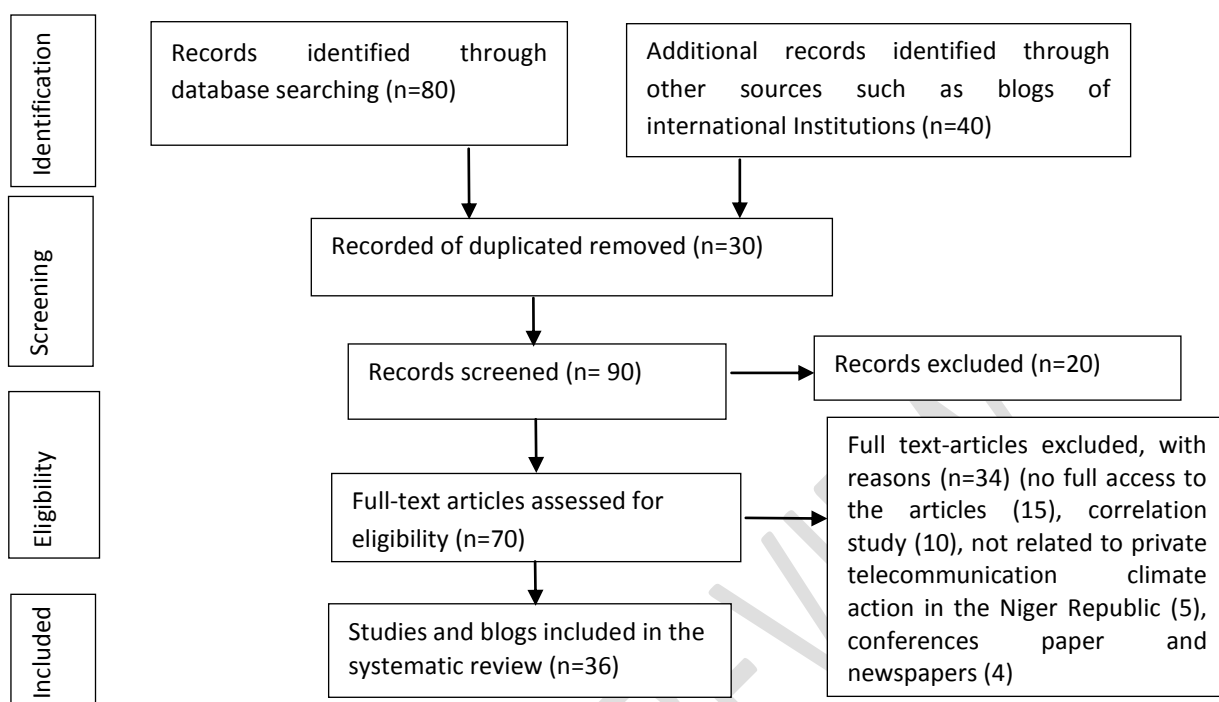 Identification
Records identified through
database searching (n=80)
Additional records identified through
other sources such as blogs of
international Institutions (n=40)
Screening
Recorded of duplicated removed (n=30)
Records screened (n= 90)
Records excluded (n=20)
Eligibility
Full-text articles assessed for
eligibility (n=70)
Full text-articles excluded, with
reasons (n=34) (no full access to
the articles (15), correlation
study (10), not related to private
telecommunication climate
action in the Niger Republic (5),
conferences paper and
newspapers (4)
Included
Studies and blogs included in the
systematic review (n=36)